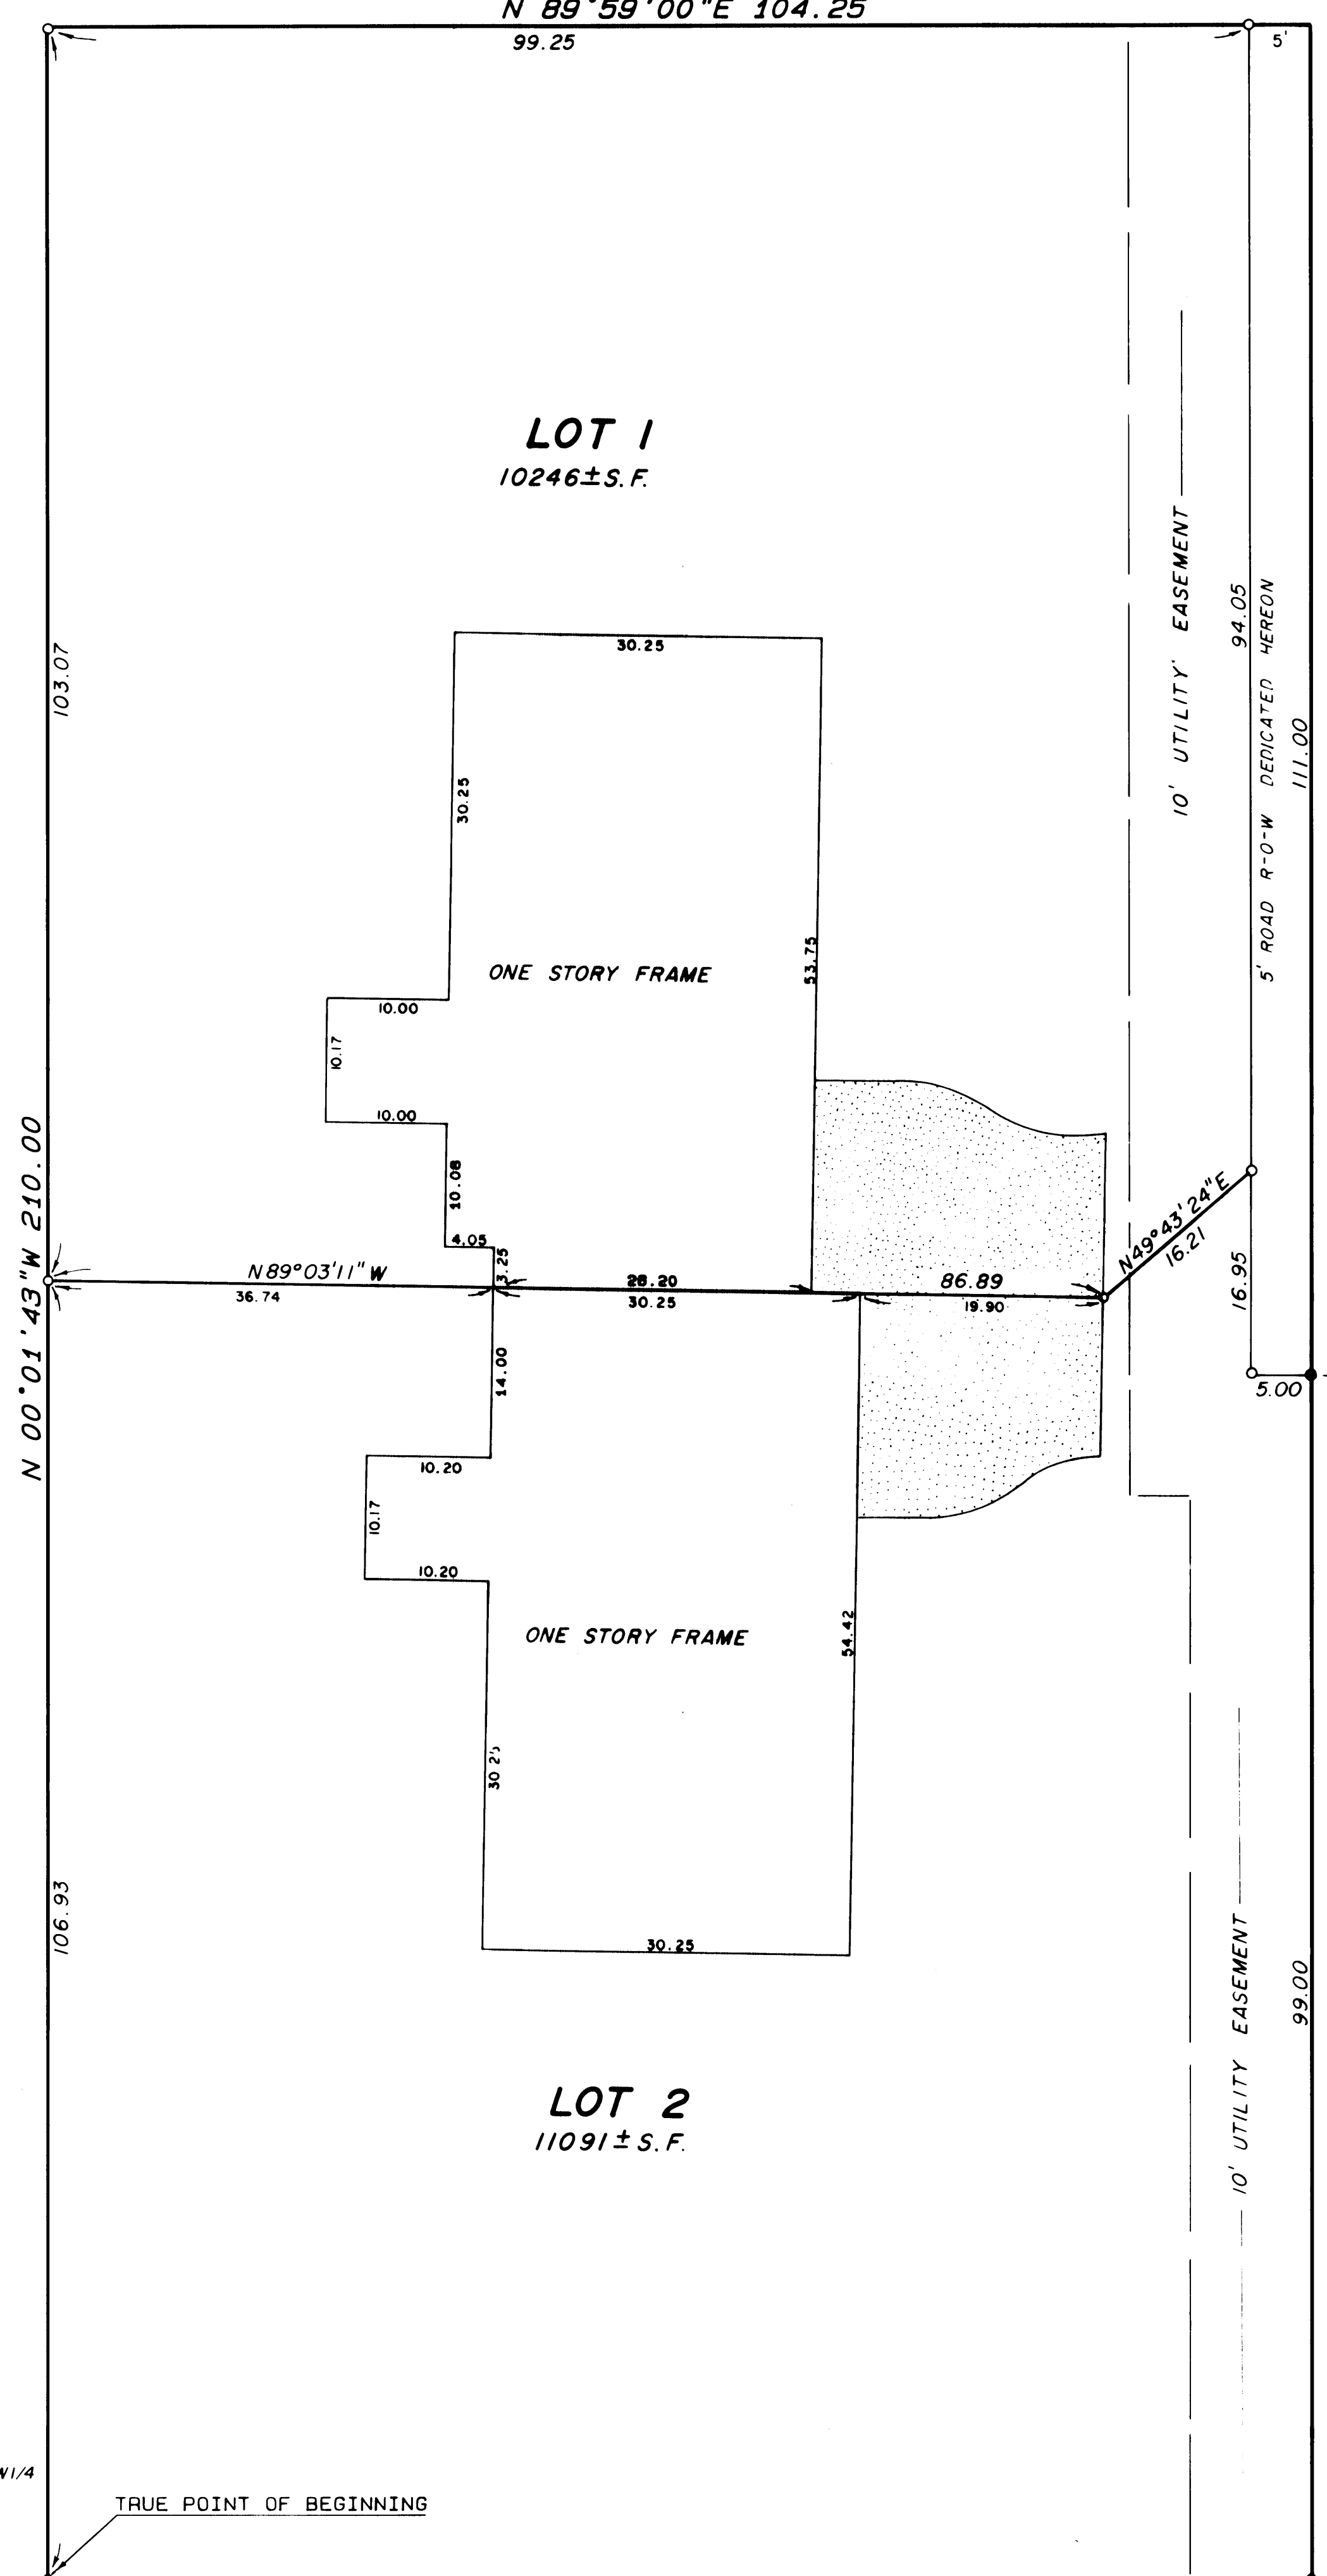 N 89°59'00"E 104.25
99.25
5'
LOT 1
10246±S.F.
10' UTILITY' EASEMENT
94.05
5' ROAD R-O-W DEDICATED HEREON
111.00
103.07
30.25
30.25
53.75
ONE STORY FRAME
10.00
10.17
10.00
10.08
4.05
3.25
N 00°01'43"W 210.00
N89°03'11"W
36.74
30.25
86.89
19.90
N49°43'24"E
16.21
16.95
5.00
14.00
10.20
10.17
10.20
ONE STORY FRAME
54.42
30.25
106.93
99.00
10' UTILITY EASEMENT
LOT 2
11091±S.F.
W1/4
TRUE POINT OF BEGINNING